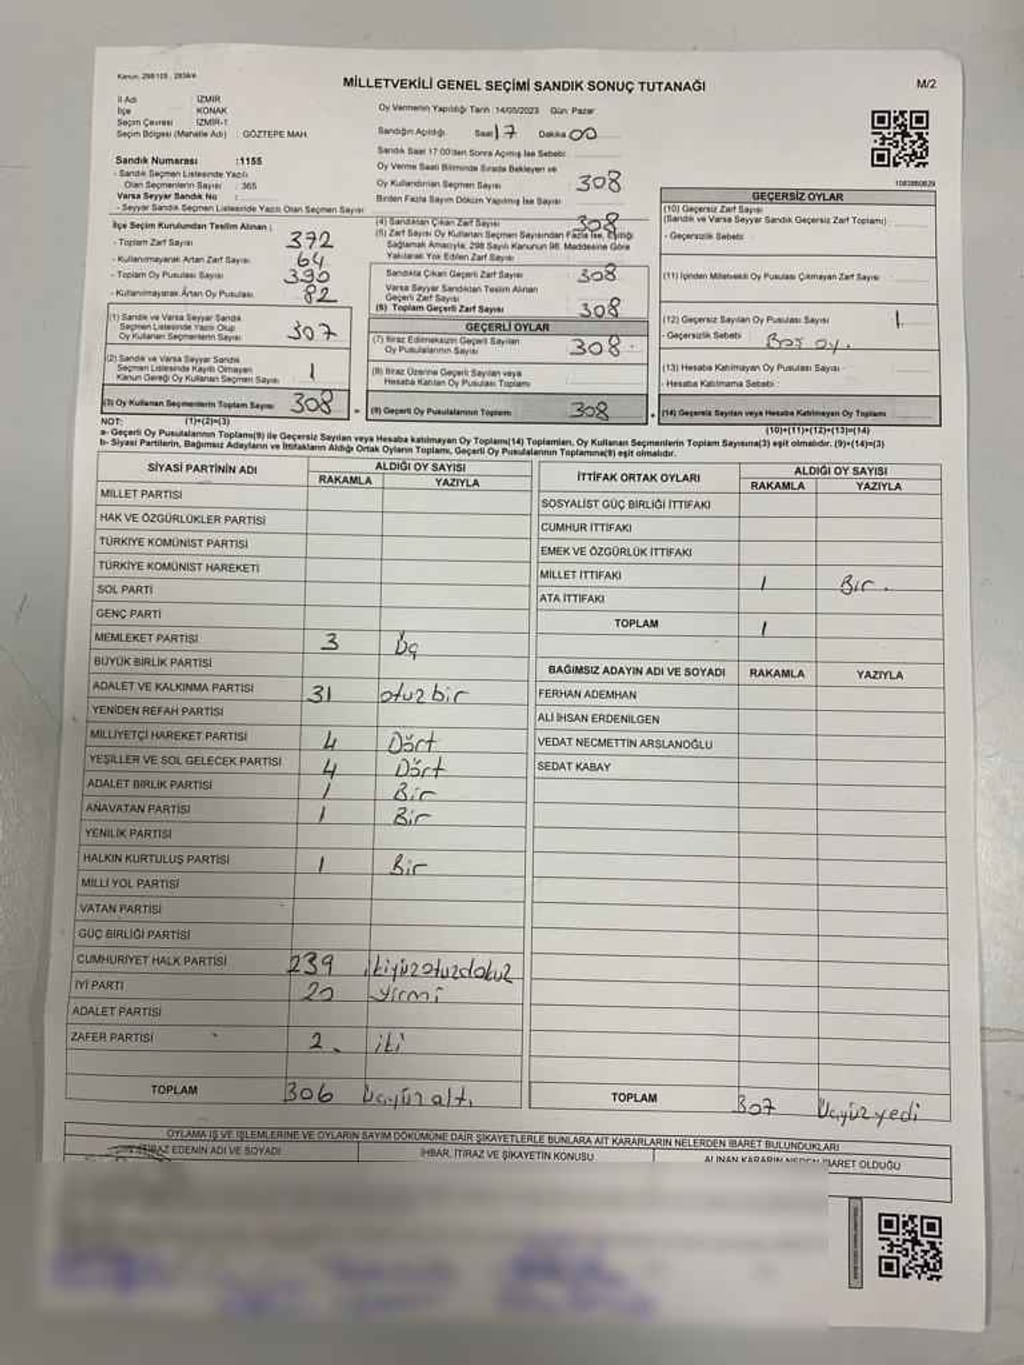 Kanun: 298/105, 283/
MİLLETVEKİLİ GENEL SEÇİMİ SANDIK SONUÇ TUTANAĞI
M/2
İl Adı : İZMİR
İlçe : KONAK
Seçim Çevresi : İZMİR-1
Seçim Bölgesi (Mahalle Adı) : GÖZTEPE MAH.
Oy Vermenin Yapıldığı Tarih : 14/05/2023 Gün: Pazar
Sandığın Açıldığı: Saat 17 Dakika 00
Sandık Saat 17:00'den Sonra Açılmış İse Sebebi:
Oy Verme Saati Bitiminde Sırada Bekleyen ve
Oy Kullandırılan Seçmen Sayısı 308
Birden Fazla Sayım Döküm Yapılmış İse Sayısı:
Sandık Numarası :1155
- Sandık Seçmen Listesinde Yazılı
Olan Seçmenlerin Sayısı : 365
Varsa Seyyar Sandık No :
- Seyyar Sandık Seçmen Listesinde Yazılı Olan Seçmen Sayısı
İlçe Seçim Kurulundan Teslim Alınan ;
- Toplam Zarf Sayısı 372
- Kullanılmayarak Artan Zarf Sayısı 64
- Toplam Oy Pusulası Sayısı 390
- Kullanılmayarak Artan Oy Pusulası 82
(1) Sandık ve Varsa Seyyar Sandık
Seçmen Listesinde Yazılı Olup
Oy Kullanan Seçmenlerin Sayısı 307
(2) Sandık ve Varsa Seyyar Sandık
Seçmen Listesinde Kayıtlı Olmayan
Kanun Gereği Oy Kullanan Seçmen Sayısı 1
(3) Oy Kullanan Seçmenlerin Toplam Sayısı 308
(4) Sandıktan Çıkan Zarf Sayısı 308
(5) Zarf Sayısı Oy Kullanan Seçmen Sayısından Fazla İse, Eşitliği
Sağlamak Amacıyla, 298 Sayılı Kanunun 98. Maddesine Göre
Yakılarak Yok Edilen Zarf Sayısı
Sandıkta Çıkan Geçerli Zarf Sayısı 308
Varsa Seyyar Sandıktan Teslim Alınan
Geçerli Zarf Sayısı
(6) Toplam Geçerli Zarf Sayısı 308
GEÇERLİ OYLAR
(7) İtiraz Edilmeksizin Geçerli Sayılan
Oy Pusulalarının Sayısı 308
(8) İtiraz Üzerine Geçerli Sayılan veya
Hesaba Katılan Oy Pusulası Toplamı
= (9) Geçerli Oy Pusulalarının Toplamı 308
1083880829
GEÇERSİZ OYLAR
(10) Geçersiz Zarf Sayısı
(Sandık ve Varsa Seyyar Sandık Geçersiz Zarf Toplamı)
- Geçersizlik Sebebi :
(11) İçinden Milletvekili Oy Pusulası Çıkmayan Zarf Sayısı
(12) Geçersiz Sayılan Oy Pusulası Sayısı 1
- Geçersizlik Sebebi : Boş oy.
(13) Hesaba Katılmayan Oy Pusulası Sayısı
- Hesaba Katılmama Sebebi :
+ (14) Geçersiz Sayılan veya Hesaba Katılmayan Oy Toplamı
NOT: (1)+(2)=(3)
(10)+(11)+(12)+(13)=(14)
a- Geçerli Oy Pusulalarının Toplamı(9) ile Geçersiz Sayılan veya Hesaba katılmayan Oy Toplamı(14) Toplamları, Oy Kullanan Seçmenlerin Toplam Sayısına(3) eşit olmalıdır. (9)+(14)=(3)
b- Siyasi Partilerin, Bağımsız Adayların ve İttifakların Aldığı Ortak Oyların Toplamı, Geçerli Oy Pusulalarının Toplamına(9) eşit olmalıdır.
SİYASİ PARTİNİN ADI ALDIĞI OY SAYISI
RAKAMLA YAZIYLA
MİLLET PARTİSİ
HAK VE ÖZGÜRLÜKLER PARTİSİ
TÜRKİYE KOMÜNİST PARTİSİ
TÜRKİYE KOMÜNİST HAREKETİ
SOL PARTİ
GENÇ PARTİ
MEMLEKET PARTİSİ 3 Üç
BÜYÜK BİRLİK PARTİSİ
ADALET VE KALKINMA PARTİSİ 31 otuzbir
YENİDEN REFAH PARTİSİ
MİLLİYETÇİ HAREKET PARTİSİ 4 Dört
YEŞİLLER VE SOL GELECEK PARTİSİ 4 Dört
ADALET BİRLİK PARTİSİ 1 Bir
ANAVATAN PARTİSİ 1 Bir
YENİLİK PARTİSİ
HALKIN KURTULUŞ PARTİSİ 1 Bir
MİLLİ YOL PARTİSİ
VATAN PARTİSİ
GÜÇ BİRLİĞİ PARTİSİ
CUMHURİYET HALK PARTİSİ 239 ikiyüzotuzdokuz
İYİ PARTİ 20 yirmi
ADALET PARTİSİ
ZAFER PARTİSİ 2 iki
TOPLAM 306 Üçyüzaltı
İTTİFAK ORTAK OYLARI ALDIĞI OY SAYISI
RAKAMLA YAZIYLA
SOSYALİST GÜÇ BİRLİĞİ İTTİFAKI
CUMHUR İTTİFAKI
EMEK VE ÖZGÜRLÜK İTTİFAKI
MİLLET İTTİFAKI 1 Bir.
ATA İTTİFAKI
TOPLAM 1
BAĞIMSIZ ADAYIN ADI VE SOYADI RAKAMLA YAZIYLA
FERHAN ADEMHAN
ALİ İHSAN ERDENİLGEN
VEDAT NECMETTİN ARSLANOĞLU
SEDAT KABAY
TOPLAM 307 Üçyüzyedi
OYLAMA İŞ VE İŞLEMLERİNE VE OYLARIN SAYIM DÖKÜMÜNE DAİR ŞİKAYETLERLE BUNLARA AİT KARARLARIN NELERDEN İBARET BULUNDUKLARI
İTİRAZ EDENİN ADI VE SOYADI İHBAR, İTİRAZ VE ŞİKAYETİN KONUSU ALINAN KARARIN NEDEN İBARET OLDUĞU